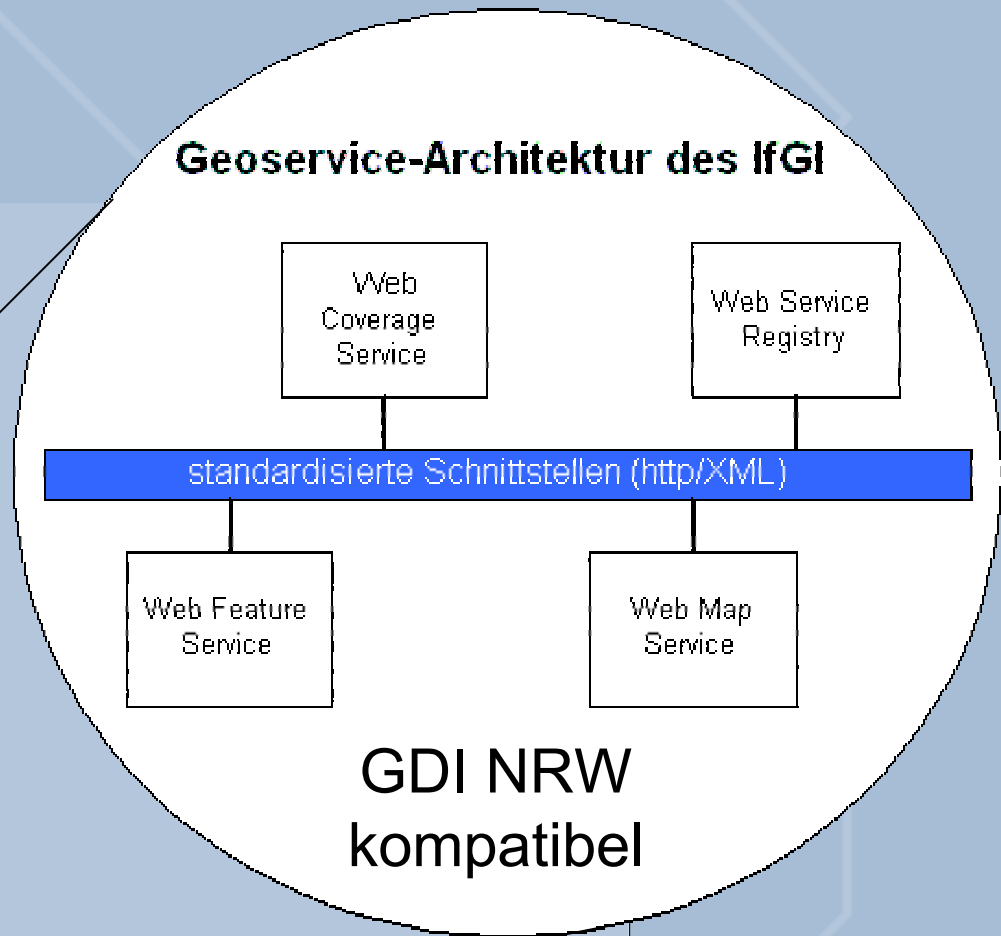 Geoservice-Architektur des IfGI
Web
Coverage
Service
Web Service
Registry
standardisierte Schnittstellen (http/XML)
Web Feature
Service
Web Map
Service
GDI NRW
kompatibel